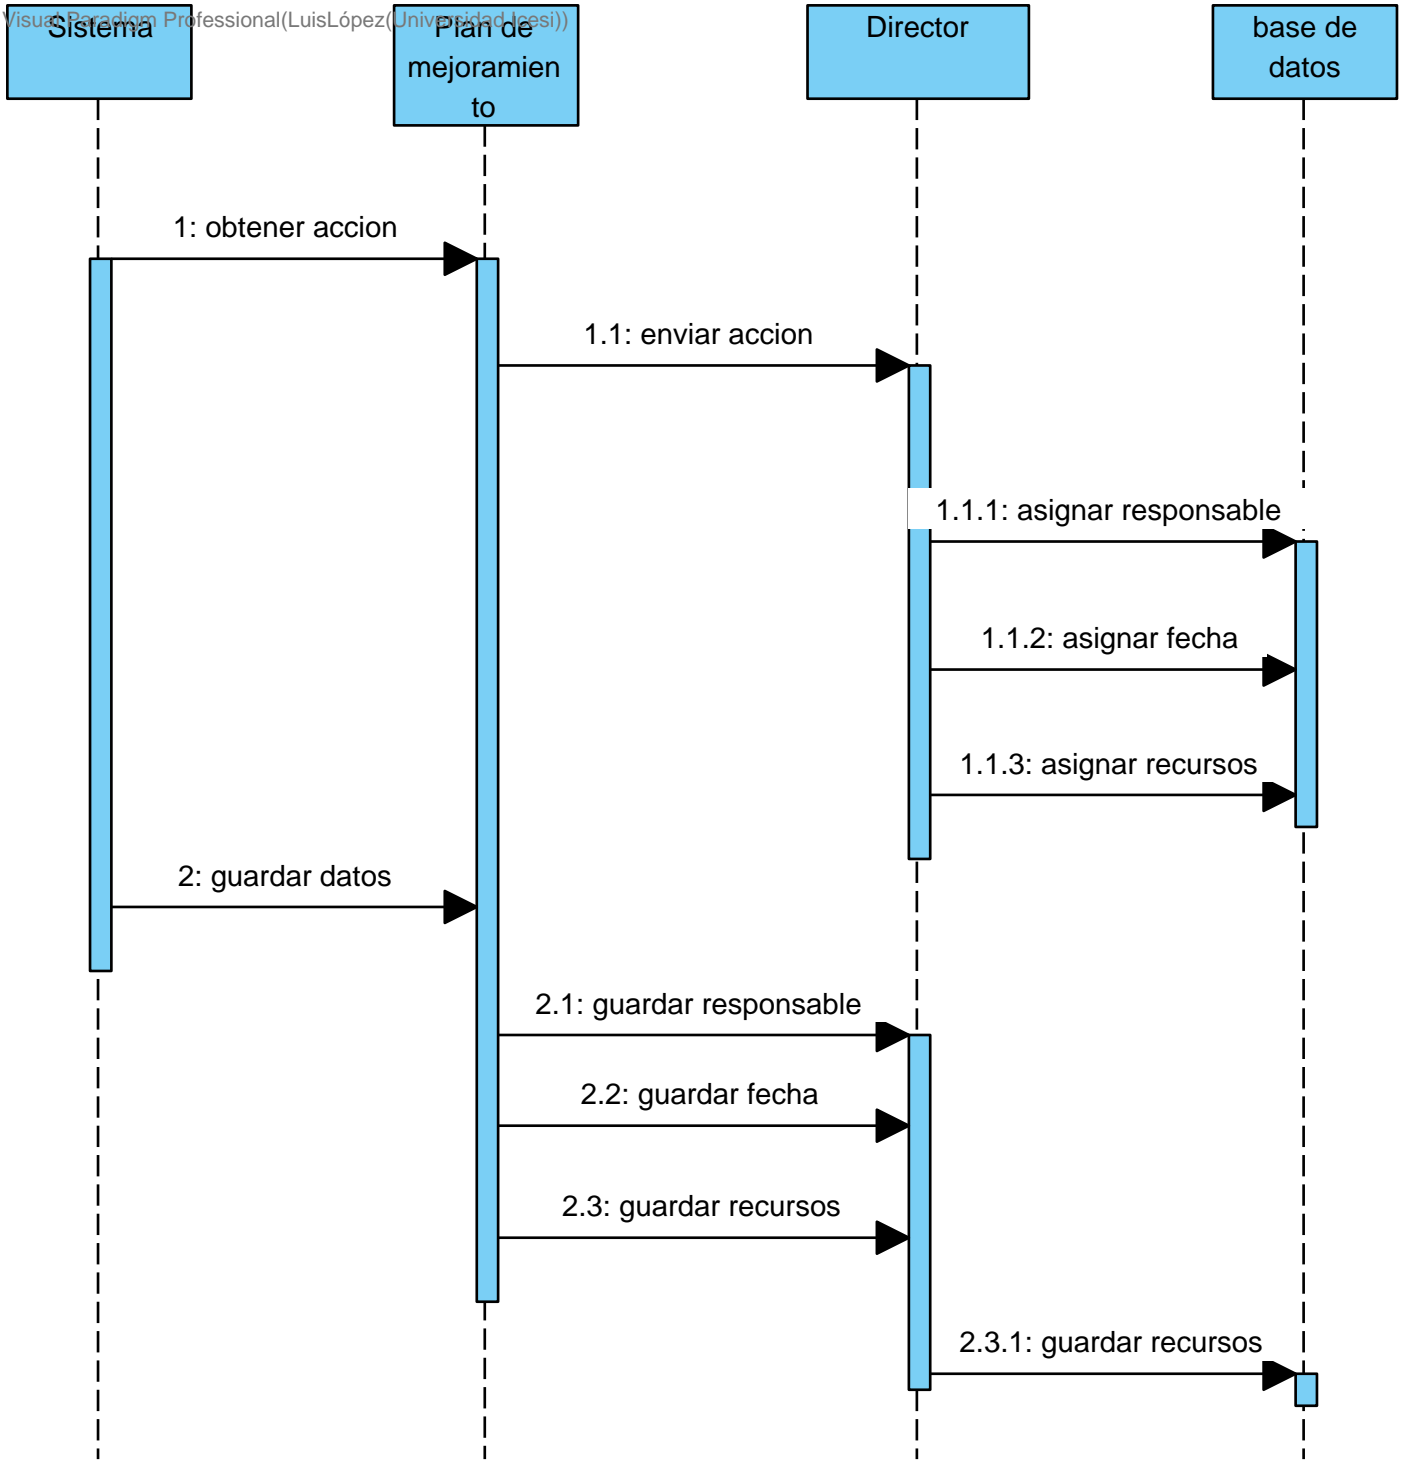 Visual Paradigm Professional(LuisLópez(Universidad Icesi))
Sistema
Plan de
mejoramien
to
Director
base de
datos
1: obtener accion
1.1: enviar accion
1.1.1: asignar responsable
1.1.2: asignar fecha
1.1.3: asignar recursos
2: guardar datos
2.1: guardar responsable
2.2: guardar fecha
2.3: guardar recursos
2.3.1: guardar recursos